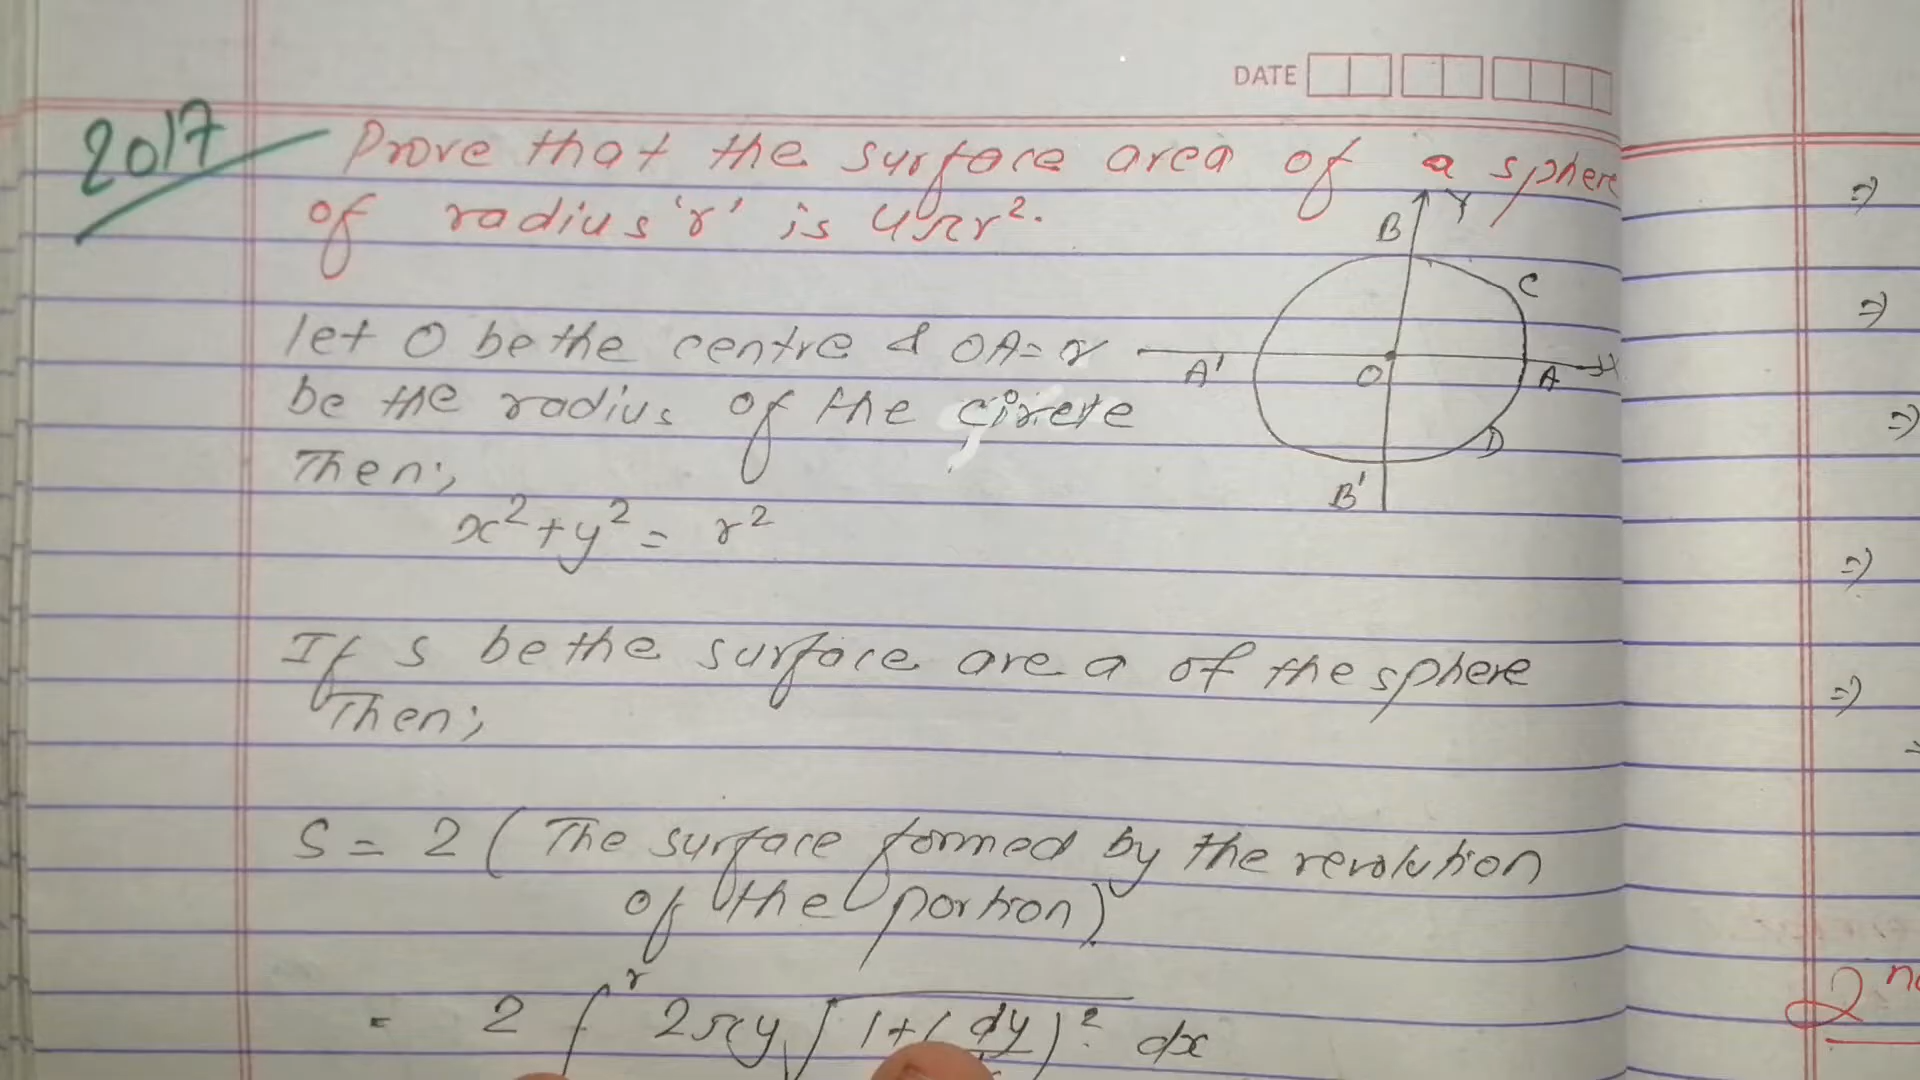 DATE
2017 Prove that the surface area of a sphere
of radius 'r' is 4πr².
Y
B
C
let O be the centre & OA = r
A' O A X
be the radius of the circle
D
Then;
B'
x² + y² = r²
If S be the surface area of the sphere
Then;
S = 2 (The surface formed by the revolution
of the portion)
= 2 ∫ʳ 2πy √1+(dy/)² dx
=)
=)
=)
=)
=)
2